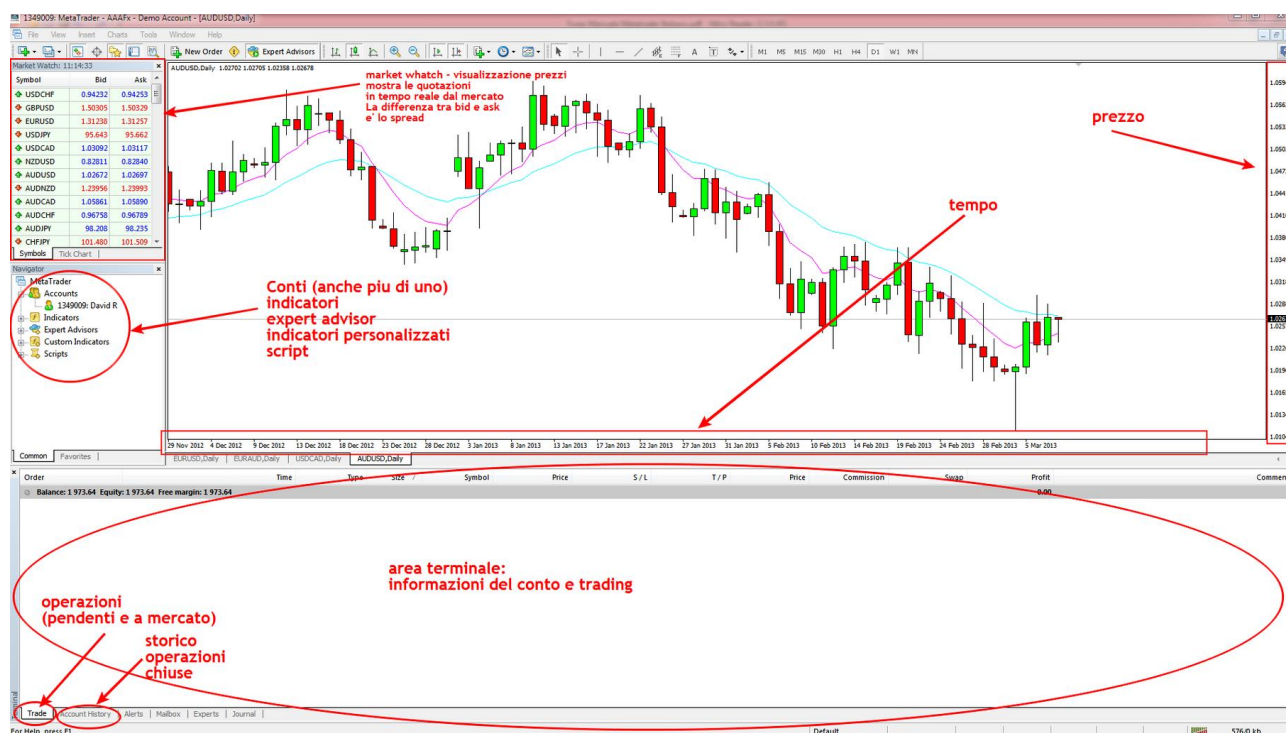 1349009: MetaTrader - AAAFx - Demo Account - [AUDUSD,Daily]
File View Insert Charts Tools Window Help
New Order Expert Advisors A T M1 M5 M15 M30 H1 H4 D1 W1 MN
Market Watch: 11:14:33
Symbol Bid Ask
USDCHF 0.94232 0.94253
GBPUSD 1.50305 1.50329
EURUSD 1.31238 1.31257
USDJPY 95.643 95.662
USDCAD 1.03092 1.03117
NZDUSD 0.82811 0.82840
AUDUSD 1.02672 1.02697
AUDNZD 1.23956 1.23993
AUDCAD 1.05861 1.05890
AUDCHF 0.96758 0.96789
AUDJPY 98.208 98.235
CHFJPY 101.480 101.509
Symbols Tick Chart
Navigator
MetaTrader
Accounts
1349009: David R
Indicators
Expert Advisors
Custom Indicators
Scripts
Common Favorites
AUDUSD,Daily 1.02702 1.02705 1.02358 1.02678
market whatch - visualizzazione prezzi
mostra le quotazioni
in tempo reale dal mercato
La differenza tra bid e ask
e' lo spread
prezzo
tempo
Conti (anche piu di uno)
indicatori
expert advisor
indicatori personalizzati
script
29 Nov 2012 4 Dec 2012 9 Dec 2012 13 Dec 2012 18 Dec 2012 23 Dec 2012 28 Dec 2012 3 Jan 2013 8 Jan 2013 13 Jan 2013 17 Jan 2013 22 Jan 2013 27 Jan 2013 31 Jan 2013 5 Feb 2013 10 Feb 2013 14 Feb 2013 19 Feb 2013 24 Feb 2013 28 Feb 2013 5 Mar 2013
EURUSD,Daily EURAUD,Daily USDCAD,Daily AUDUSD,Daily
Order Time Type Size / Symbol Price S / L T / P Price Commission Swap Profit
Balance: 1 973.64 Equity: 1 973.64 Free margin: 1 973.64 0.00
area terminale:
informazioni del conto e trading
operazioni
(pendenti e a mercato)
storico
operazioni
chiuse
Trade Account History Alerts Mailbox Experts Journal
For Help, press F1 Default 576/0 kb